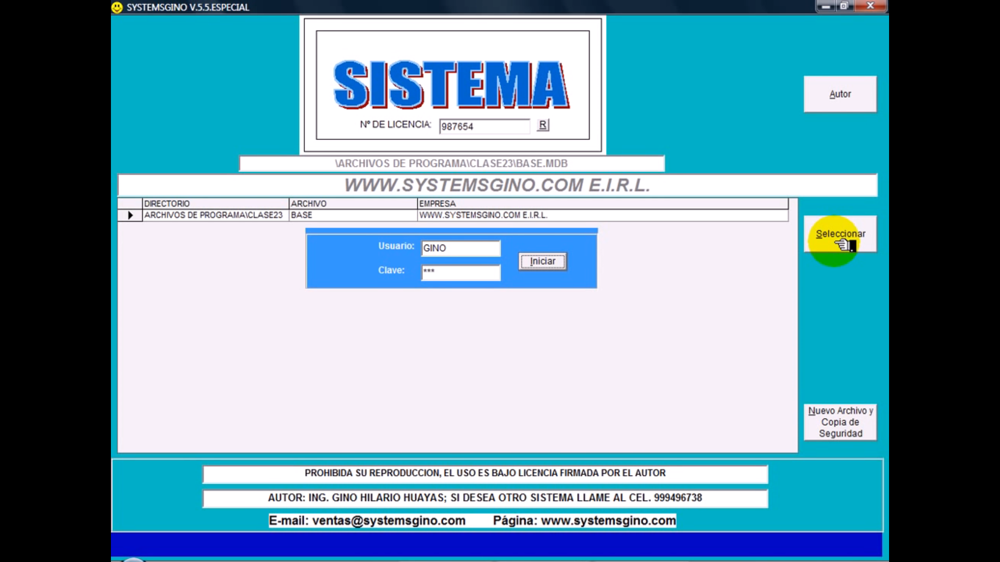 SYSTEMSGINO V.5.5.ESPECIAL
SISTEMA
Nº DE LICENCIA: 987654 R
Autor
\ARCHIVOS DE PROGRAMA\CLASE23\BASE.MDB
WWW.SYSTEMSGINO.COM E.I.R.L.
DIRECTORIO ARCHIVO EMPRESA
ARCHIVOS DE PROGRAMA\CLASE23 BASE WWW.SYSTEMSGINO.COM E.I.R.L.
Seleccionar
Usuario: GINO
Iniciar
Clave: ***
Nuevo Archivo y
Copia de
Seguridad
PROHIBIDA SU REPRODUCCION, EL USO ES BAJO LICENCIA FIRMADA POR EL AUTOR
AUTOR: ING. GINO HILARIO HUAYAS; SI DESEA OTRO SISTEMA LLAME AL CEL. 999496738
E-mail: ventas@systemsgino.com Página: www.systemsgino.com